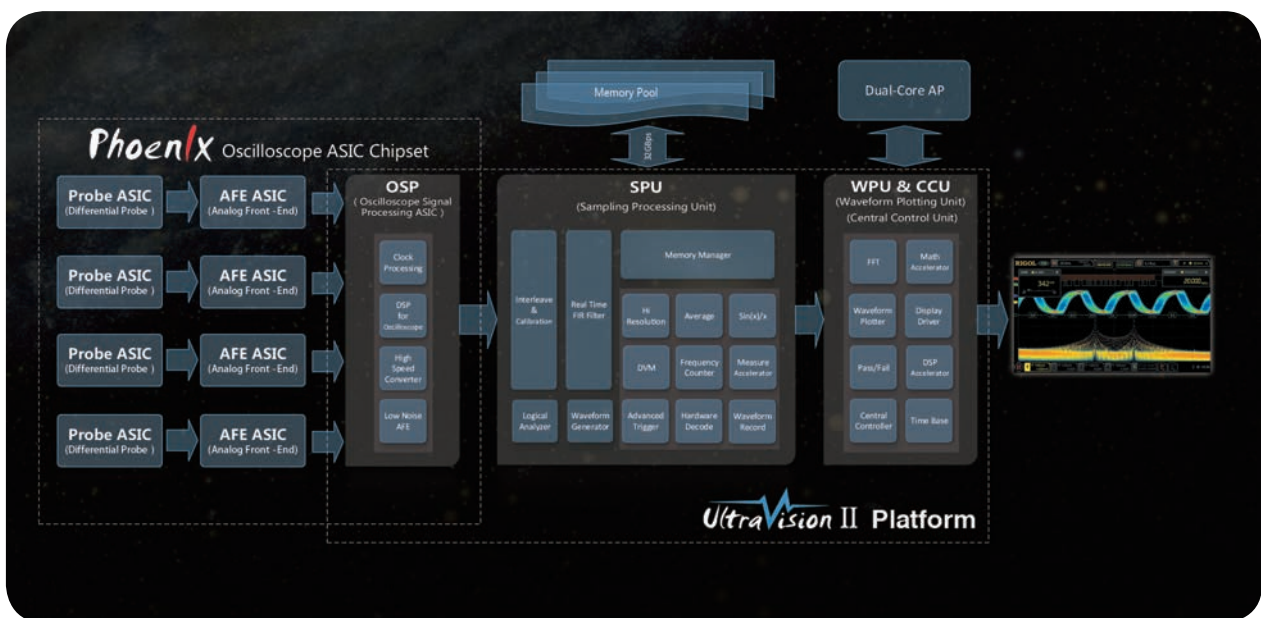 Memory Pool
Dual-Core AP
32GBps
PhoenIx Oscilloscope ASIC Chipset
Probe ASIC
(Differential Probe )
AFE ASIC
(Analog Front -End)
Probe ASIC
(Differential Probe )
AFE ASIC
(Analog Front -End)
Probe ASIC
(Differential Probe )
AFE ASIC
(Analog Front -End)
Probe ASIC
(Differential Probe )
AFE ASIC
(Analog Front -End)
OSP
( Oscilloscope Signal
Processing ASIC )
Clock
Processing
DSP
for
Oscilloscope
High
Speed
Converter
Low Noise
AFE
SPU
(Sampling Processing Unit)
Interleave
&
Calibration
Real Time
FIR Filter
Memory Manager
Hi
Resolution
Average
Sin(x)/x
DVM
Frequency
Counter
Measure
Accelerator
Logical
Analyzer
Waveform
Generator
Advanced
Trigger
Hardware
Decode
Waveform
Record
WPU & CCU
(Waveform Plotting Unit)
(Central Control Unit)
FFT
Math
Accelerator
Waveform
Plotter
Display
Driver
Pass/Fail
DSP
Accelerator
Central
Controller
Time Base
RIGOL
342
UltraVision II Platform